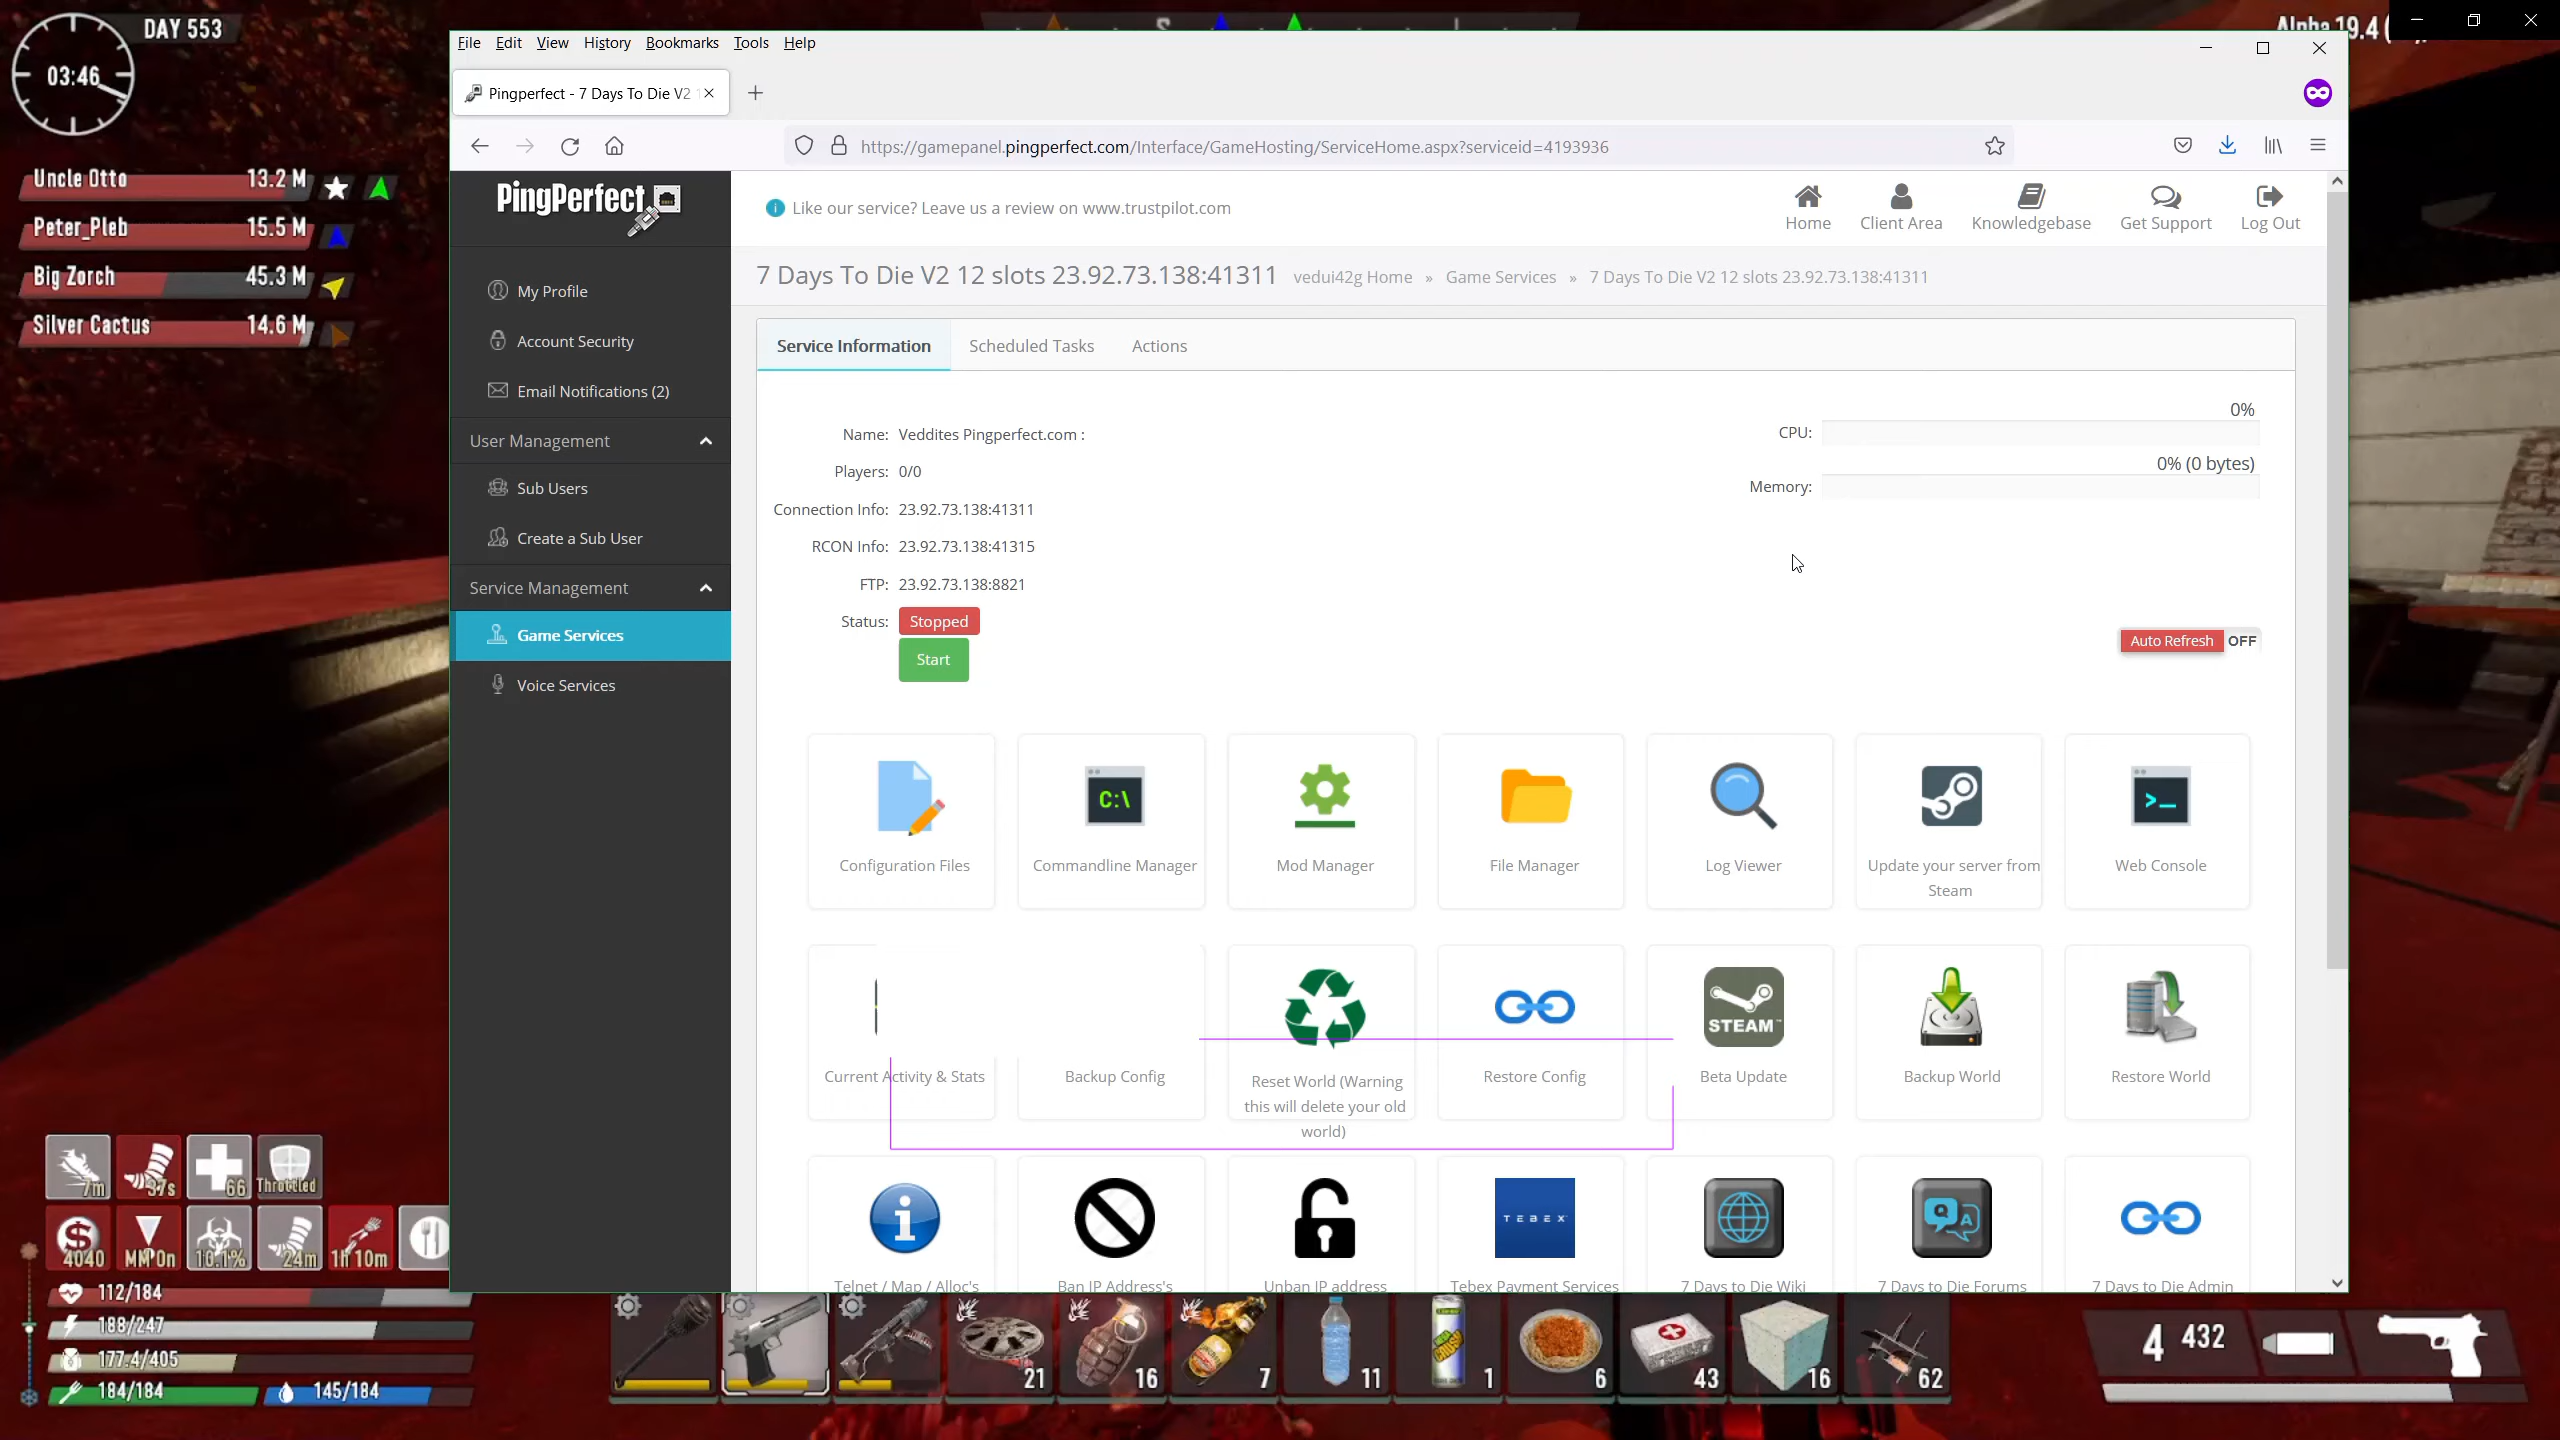 DAY 553
03:46
Uncle Otto 13.2 M
Peter_Pleb 15.5 M
Big Zorch 45.3 M
Silver Cactus 14.6 M
File Edit View History Bookmarks Tools Help
Pingperfect - 7 Days To Die V2
https://gamepanel.pingperfect.com/Interface/GameHosting/ServiceHome.aspx?serviceid=4193936
PingPerfect
Like our service? Leave us a review on www.trustpilot.com
Home
Client Area
Knowledgebase
Get Support
Log Out
My Profile
Account Security
Email Notifications (2)
User Management
Sub Users
Create a Sub User
Service Management
Game Services
Voice Services
7 Days To Die V2 12 slots 23.92.73.138:41311
vedui42g Home » Game Services » 7 Days To Die V2 12 slots 23.92.73.138:41311
Service Information
Scheduled Tasks
Actions
Name: Veddites Pingperfect.com :
Players: 0/0
Connection Info: 23.92.73.138:41311
RCON Info: 23.92.73.138:41315
FTP: 23.92.73.138:8821
Status: Stopped
Start
0%
CPU:
0% (0 bytes)
Memory:
Auto Refresh OFF
C:\
>_
Configuration Files
Commandline Manager
Mod Manager
File Manager
Log Viewer
Update your server from
Steam
Web Console
STEAM
Current Activity & Stats
Backup Config
Reset World (Warning
this will delete your old
world)
Restore Config
Beta Update
Backup World
Restore World
TEBEX
Q A
Telnet / Map / Alloc's
Ban IP Address's
Unban IP address
Tebex Payment Services
7 Days to Die Wiki
7 Days to Die Forums
7 Days to Die Admin
Alpha 19.4 (
7m
37s
66
Throttled
4040
MM On
10.1%
24m
1h 10m
112/184
188/247
177.4/405
184/184
145/184
21
16
7
11
1
6
43
16
62
4 432